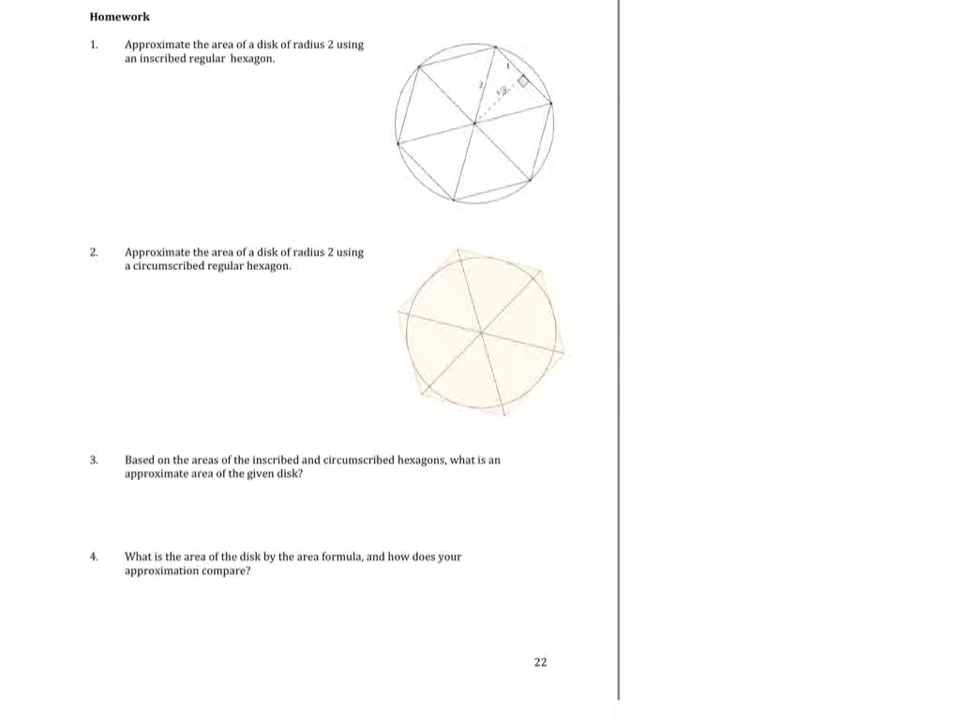 Homework
1. Approximate the area of a disk of radius 2 using
an inscribed regular hexagon.
1
2
√3
2. Approximate the area of a disk of radius 2 using
a circumscribed regular hexagon.
3. Based on the areas of the inscribed and circumscribed hexagons, what is an
approximate area of the given disk?
4. What is the area of the disk by the area formula, and how does your
approximation compare?
22